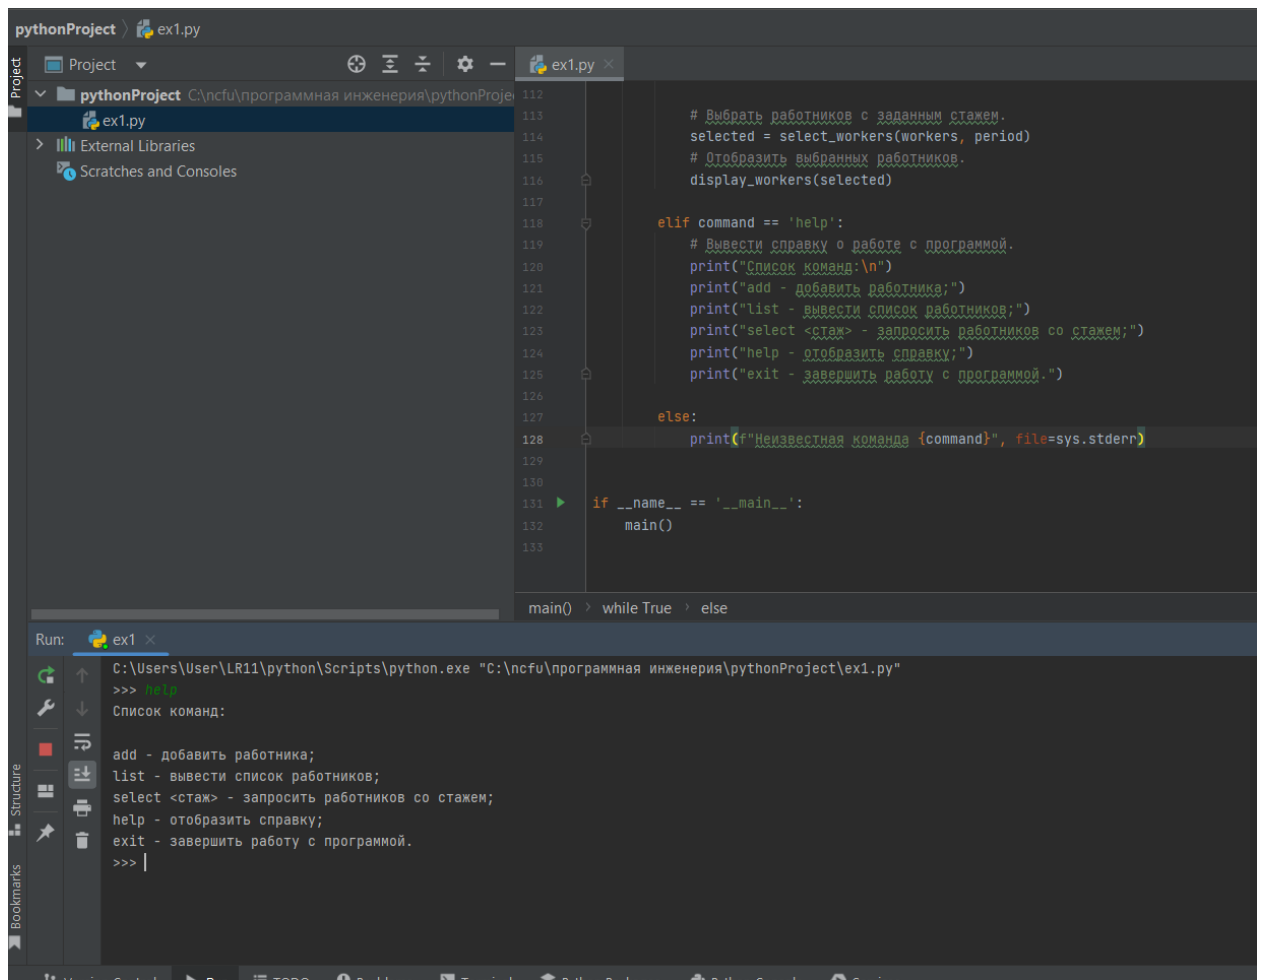 pythonProject ex1.py
Project
Project
ex1.py
pythonProject C:\ncfu\программная инженерия\pythonProje
ex1.py
External Libraries
Scratches and Consoles
112
113 # Выбрать работников с заданным стажем.
114 selected = select_workers(workers, period)
115 # Отобразить выбранных работников.
116 display_workers(selected)
117
118 elif command == 'help':
119 # Вывести справку о работе с программой.
120 print("Список команд:\n")
121 print("add - добавить работника;")
122 print("list - вывести список работников;")
123 print("select <стаж> - запросить работников со стажем;")
124 print("help - отобразить справку;")
125 print("exit - завершить работу с программой.")
126
127 else:
128 print(f"Неизвестная команда {command}", file=sys.stderr)
129
130
131 if __name__ == '__main__':
132 main()
133
main() while True else
Run: ex1
C:\Users\User\LR11\python\Scripts\python.exe "C:\ncfu\программная инженерия\pythonProject\ex1.py"
>>> help
Список команд:
add - добавить работника;
list - вывести список работников;
select <стаж> - запросить работников со стажем;
help - отобразить справку;
exit - завершить работу с программой.
>>>
Structure
Bookmarks